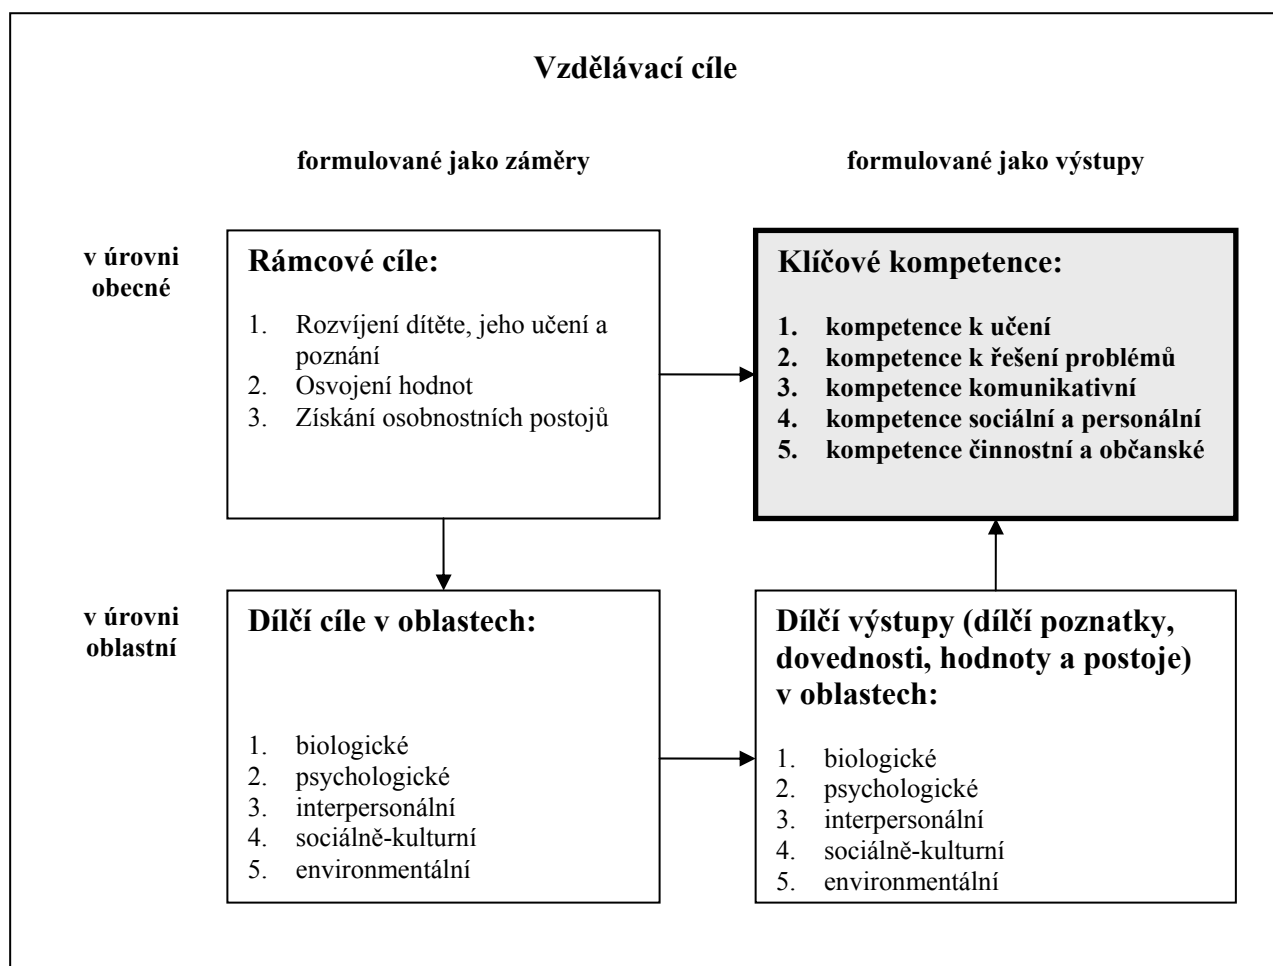 Vzdělávací cíle
formulované jako záměry
formulované jako výstupy
v úrovni
obecné
Rámcové cíle:
1. Rozvíjení dítěte, jeho učení a
poznání
2. Osvojení hodnot
3. Získání osobnostních postojů
Klíčové kompetence:
1. kompetence k učení
2. kompetence k řešení problémů
3. kompetence komunikativní
4. kompetence sociální a personální
5. kompetence činnostní a občanské
v úrovni
oblastní
Dílčí cíle v oblastech:
1. biologické
2. psychologické
3. interpersonální
4. sociálně-kulturní
5. environmentální
Dílčí výstupy (dílčí poznatky,
dovednosti, hodnoty a postoje)
v oblastech:
1. biologické
2. psychologické
3. interpersonální
4. sociálně-kulturní
5. environmentální